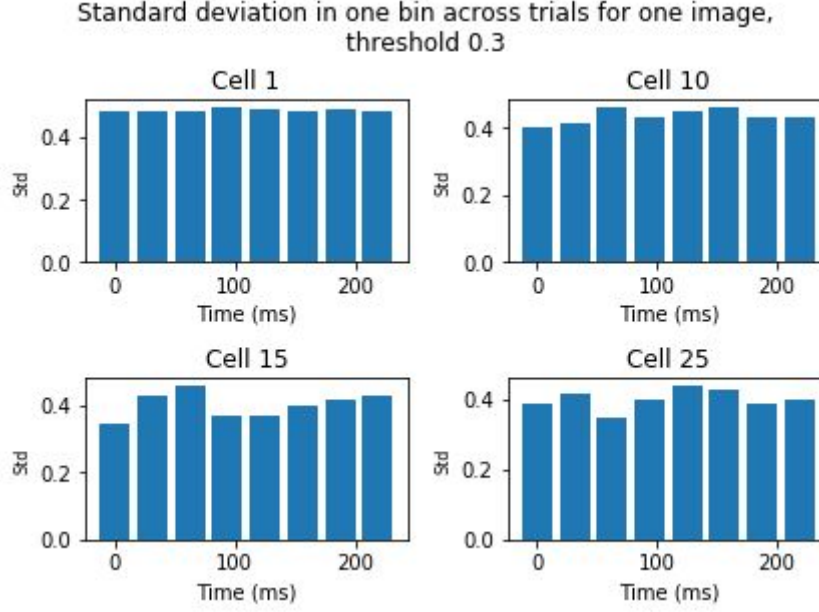 Standard deviation in one bin across trials for one image,
threshold 0.3
Cell 1
Cell 10
0.4
0.2
0.0
Std
0 100 200
Time (ms)
0.4
0.2
0.0
Std
0 100 200
Time (ms)
Cell 15
Cell 25
0.4
0.2
0.0
Std
0 100 200
Time (ms)
0.4
0.2
0.0
Std
0 100 200
Time (ms)